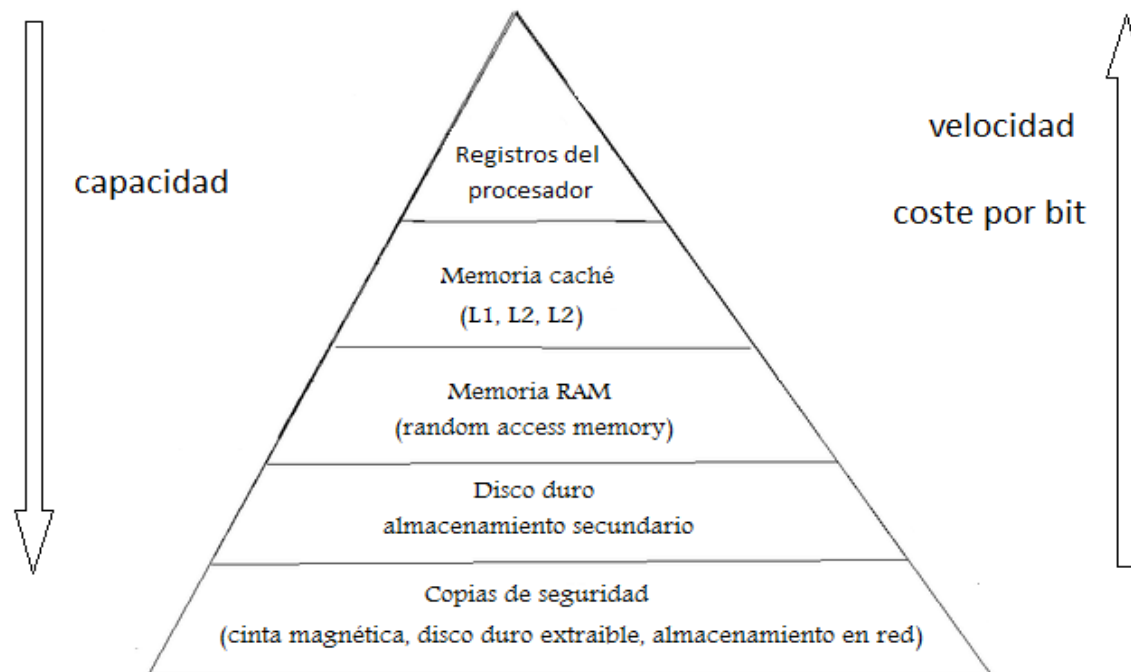 capacidad
velocidad
coste por bit
Registros del
procesador
Memoria caché
(L1, L2, L2)
Memoria RAM
(random access memory)
Disco duro
almacenamiento secundario
Copias de seguridad
(cinta magnética, disco duro extraible, almacenamiento en red)